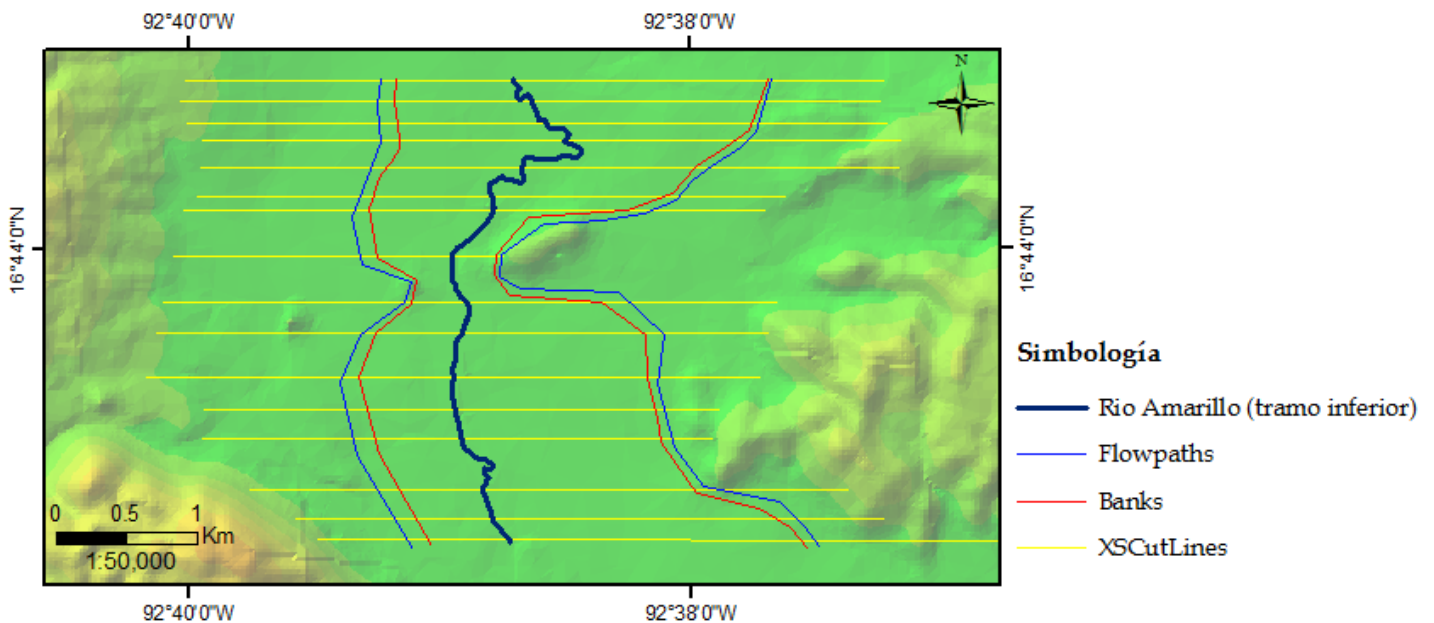 92°40'0"W
92°38'0"W
N
16°44'0"N
16°44'0"N
Simbología
Rio Amarillo (tramo inferior)
Flowpaths
Banks
XSCutLines
0 0.5 1
Km
1:50,000
92°40'0"W
92°38'0"W